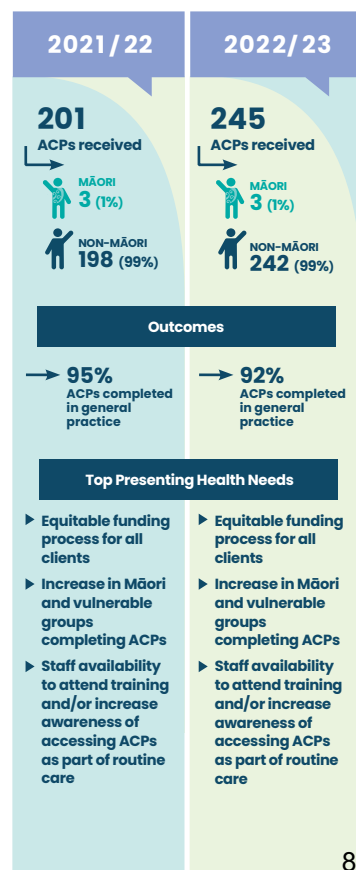 2021/22
201
ACPs received
MĀORI
3 (1%)
NON-MĀORI
198 (99%)
2022/23
245
ACPs received
MĀORI
3 (1%)
NON-MĀORI
242 (99%)
Outcomes
95%
ACPs completed
in general
practice
92%
ACPs completed
in general
practice
Top Presenting Health Needs
Equitable funding
process for all
clients
Increase in Māori
and vulnerable
groups
completing ACPs
Staff availability
to attend training
and/or increase
awareness of
accessing ACPs
as part of routine
care
Equitable funding
process for all
clients
Increase in Māori
and vulnerable
groups
completing ACPs
Staff availability
to attend training
and/or increase
awareness of
accessing ACPs
as part of routine
care
8